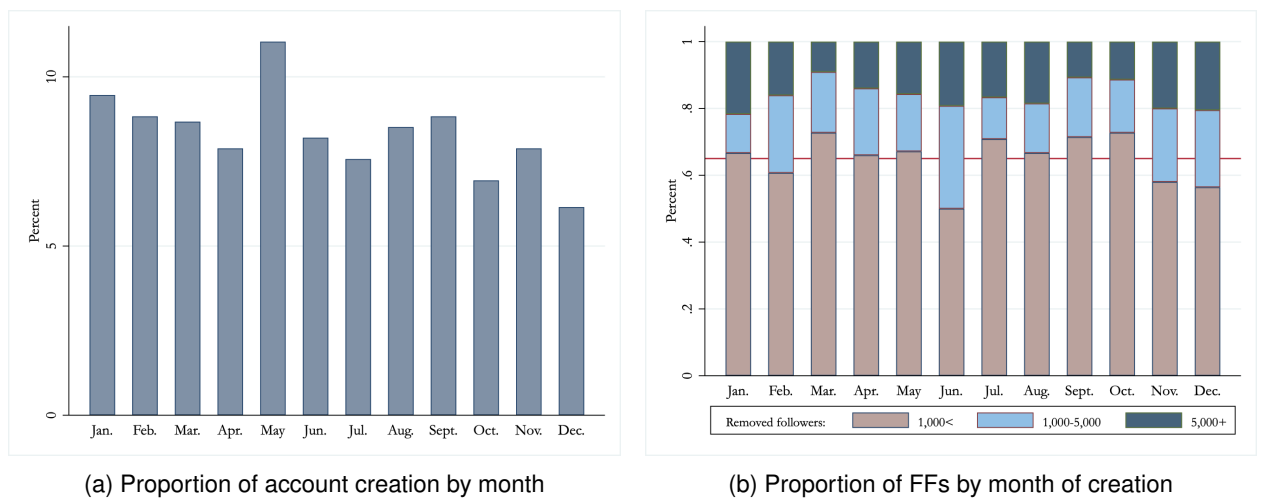 Percent
10
5
0
Jan. Feb. Mar. Apr. May Jun. Jul. Aug. Sept. Oct. Nov. Dec.
(a) Proportion of account creation by month
Percent
1
.8
.6
.4
.2
0
Jan. Feb. Mar. Apr. May Jun. Jul. Aug. Sept. Oct. Nov. Dec.
Removed followers: 1,000< 1,000-5,000 5,000+
(b) Proportion of FFs by month of creation